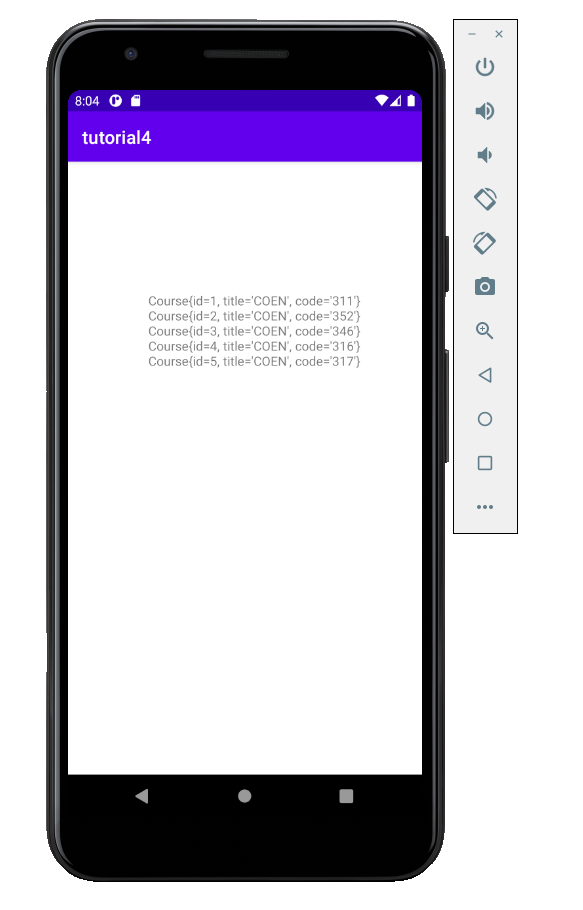 8:04
tutorial4
Course{id=1, title='COEN', code='311'}
Course{id=2, title='COEN', code='352'}
Course{id=3, title='COEN', code='346'}
Course{id=4, title='COEN', code='316'}
Course{id=5, title='COEN', code='317'}